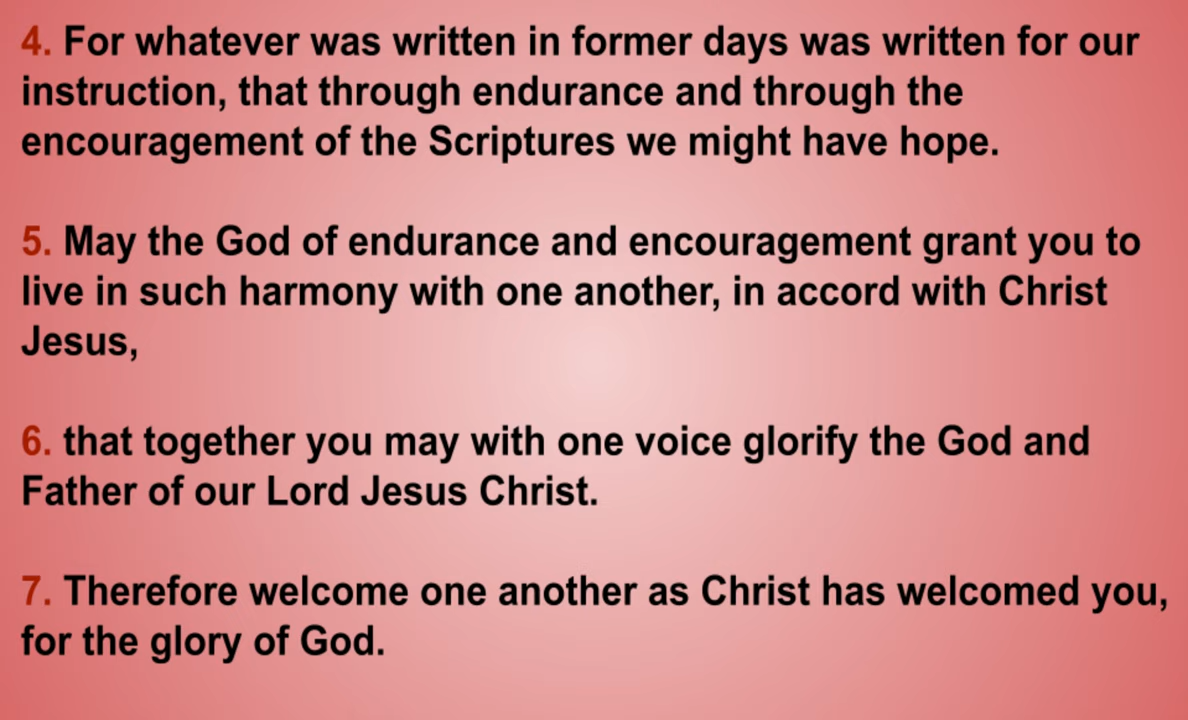 4. For whatever was written in former days was written for our
instruction, that through endurance and through the
encouragement of the Scriptures we might have hope.
5. May the God of endurance and encouragement grant you to
live in such harmony with one another, in accord with Christ
Jesus,
6. that together you may with one voice glorify the God and
Father of our Lord Jesus Christ.
7. Therefore welcome one another as Christ has welcomed you,
for the glory of God.